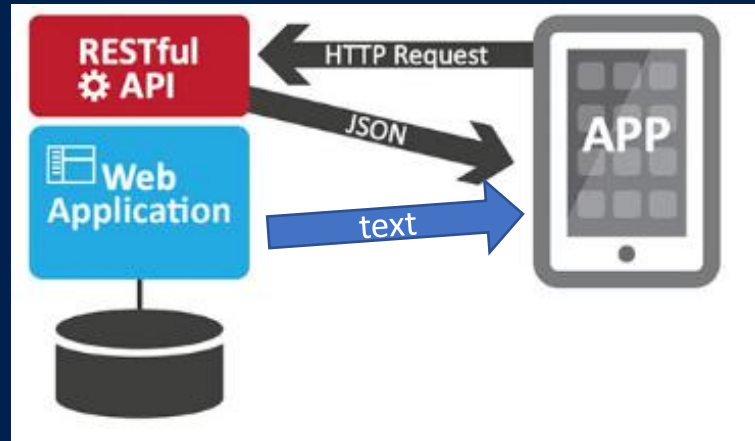 RESTful
API
HTTP Request
JSON
APP
Web
Application
text